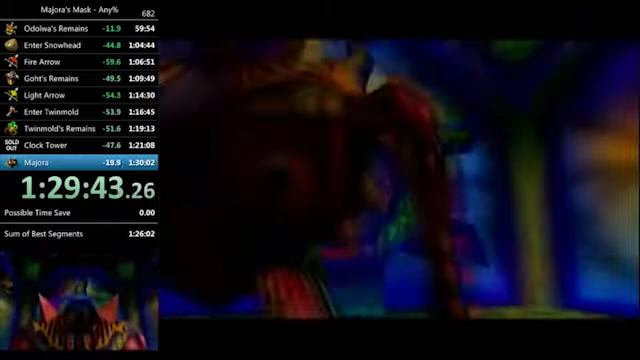 Majora's Mask - Any%
682
Odolwa's Remains -11.9 59:54
Enter Snowhead -44.8 1:04:44
Fire Arrow -59.6 1:06:51
Goht's Remains -49.5 1:09:49
Light Arrow -54.3 1:14:30
Enter Twinmold -53.9 1:16:45
Twinmold's Remains -51.6 1:19:13
SOLD OUT Clock Tower -47.6 1:21:08
Majora -19.9 1:30:02
1:29:43.26
Possible Time Save 0.00
Sum of Best Segments 1:26:02